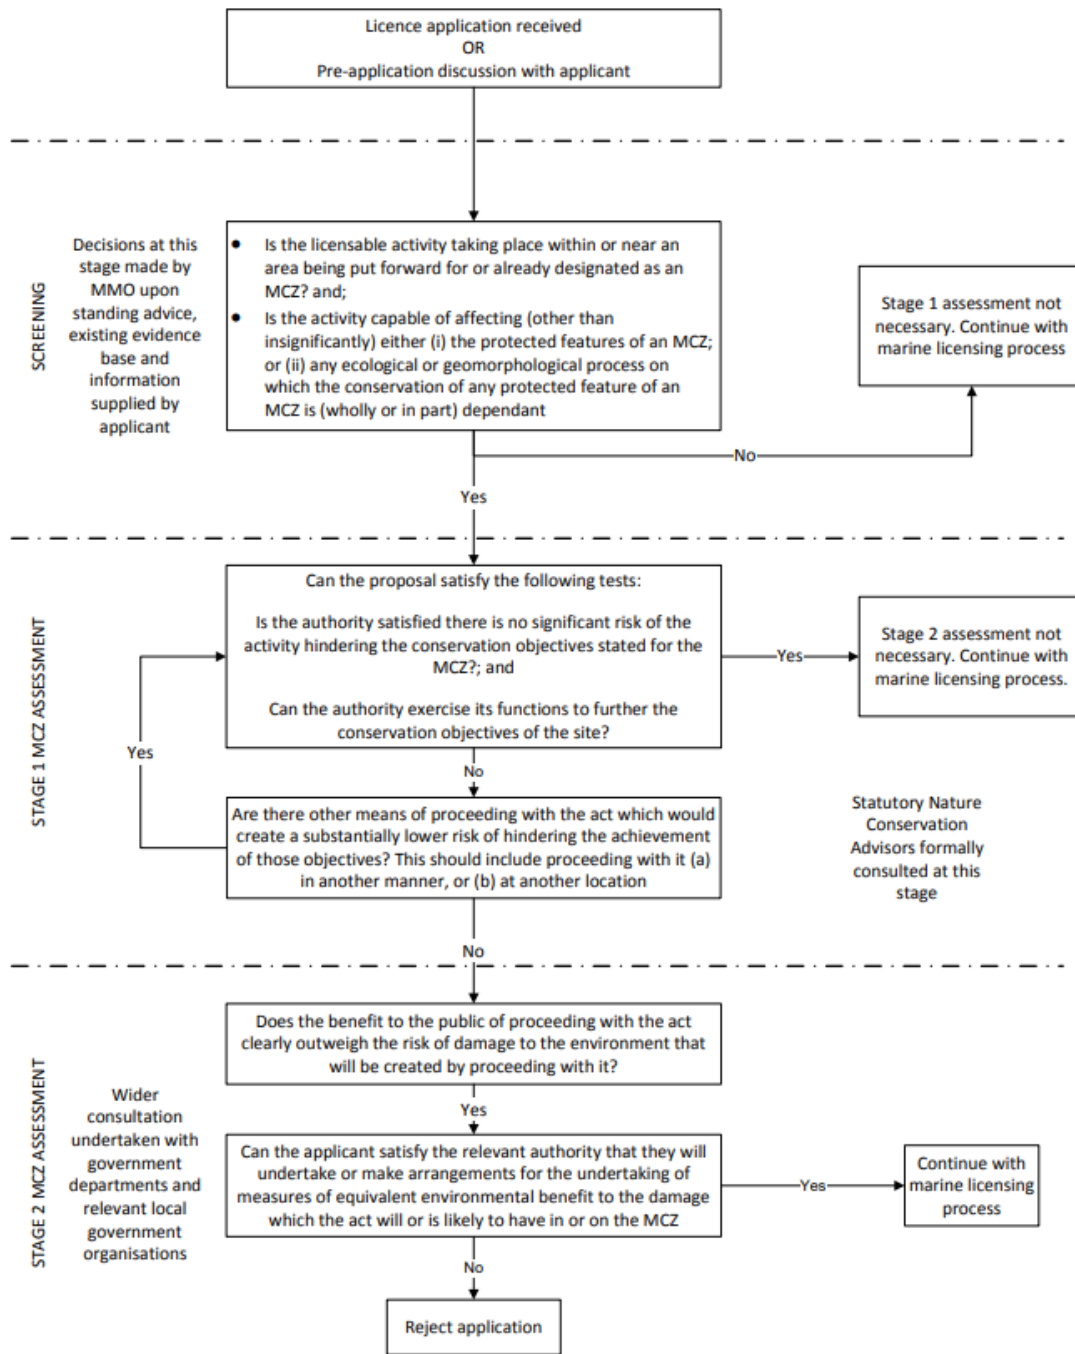 Licence application received
OR
Pre-application discussion with applicant
SCREENING
Decisions at this
stage made by
MMO upon
standing advice,
existing evidence
base and
information
supplied by
applicant
● Is the licensable activity taking place within or near an
area being put forward for or already designated as an
MCZ? and;
● Is the activity capable of affecting (other than
insignificantly) either (i) the protected features of an MCZ;
or (ii) any ecological or geomorphological process on
which the conservation of any protected feature of an
MCZ is (wholly or in part) dependant
Stage 1 assessment not
necessary. Continue with
marine licensing process
No
Yes
STAGE 1 MCZ ASSESSMENT
Can the proposal satisfy the following tests:
Is the authority satisfied there is no significant risk of the
activity hindering the conservation objectives stated for the
MCZ?; and
Can the authority exercise its functions to further the
conservation objectives of the site?
Yes
Stage 2 assessment not
necessary. Continue with
marine licensing process.
Yes
No
Are there other means of proceeding with the act which would
create a substantially lower risk of hindering the achievement
of those objectives? This should include proceeding with it (a)
in another manner, or (b) at another location
Statutory Nature
Conservation
Advisors formally
consulted at this
stage
No
STAGE 2 MCZ ASSESSMENT
Wider
consultation
undertaken with
government
departments and
relevant local
government
organisations
Does the benefit to the public of proceeding with the act
clearly outweigh the risk of damage to the environment that
will be created by proceeding with it?
Yes
Can the applicant satisfy the relevant authority that they will
undertake or make arrangements for the undertaking of
measures of equivalent environmental benefit to the damage
which the act will or is likely to have in or on the MCZ
Yes
Continue with
marine licensing
process
No
Reject application